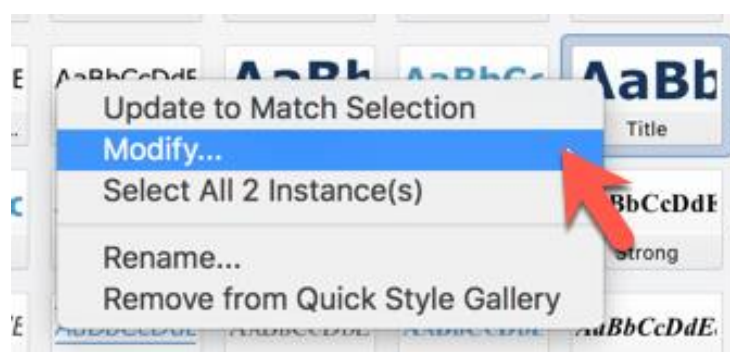 AaBbCcDdE
AaBb
AaBbCc
AaBb
Update to Match Selection
Title
Modify...
Select All 2 Instance(s)
BbCcDdE
Strong
Rename...
Remove from Quick Style Gallery
AaBbCcDdE